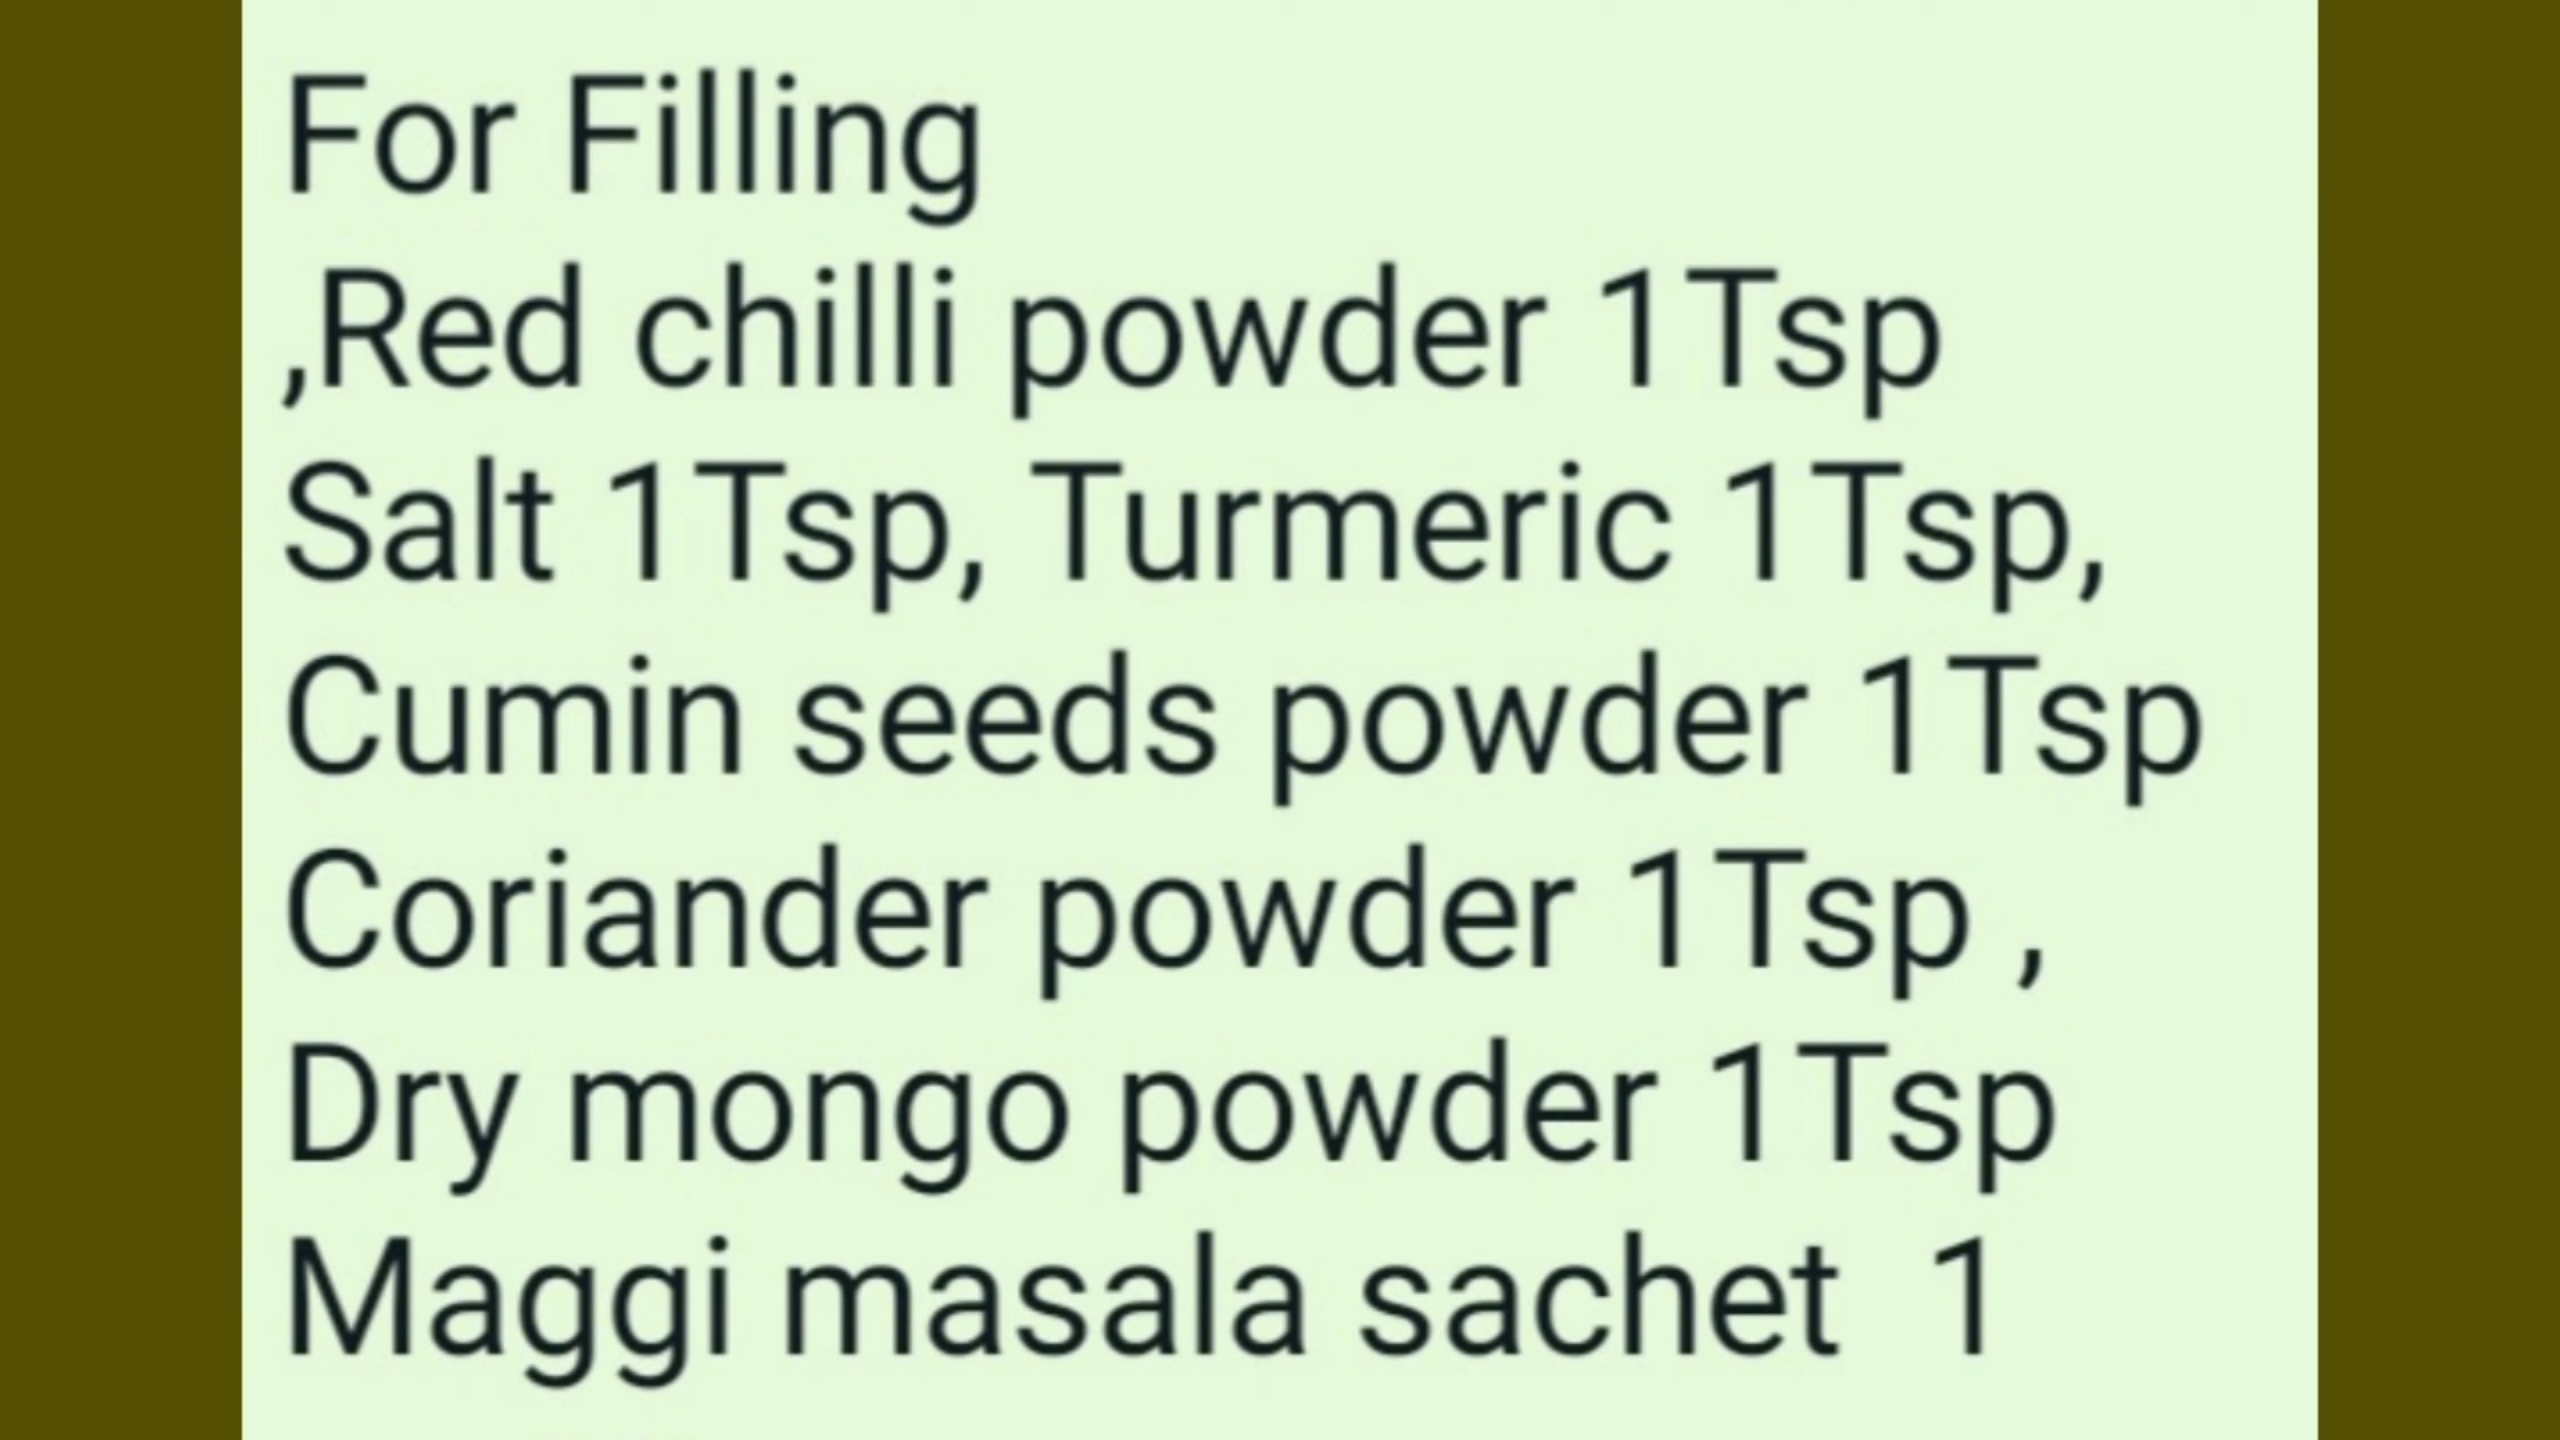 For Filling
,Red chilli powder 1Tsp
Salt 1Tsp, Turmeric 1Tsp,
Cumin seeds powder 1Tsp
Coriander powder 1Tsp ,
Dry mongo powder 1Tsp
Maggi masala sachet  1